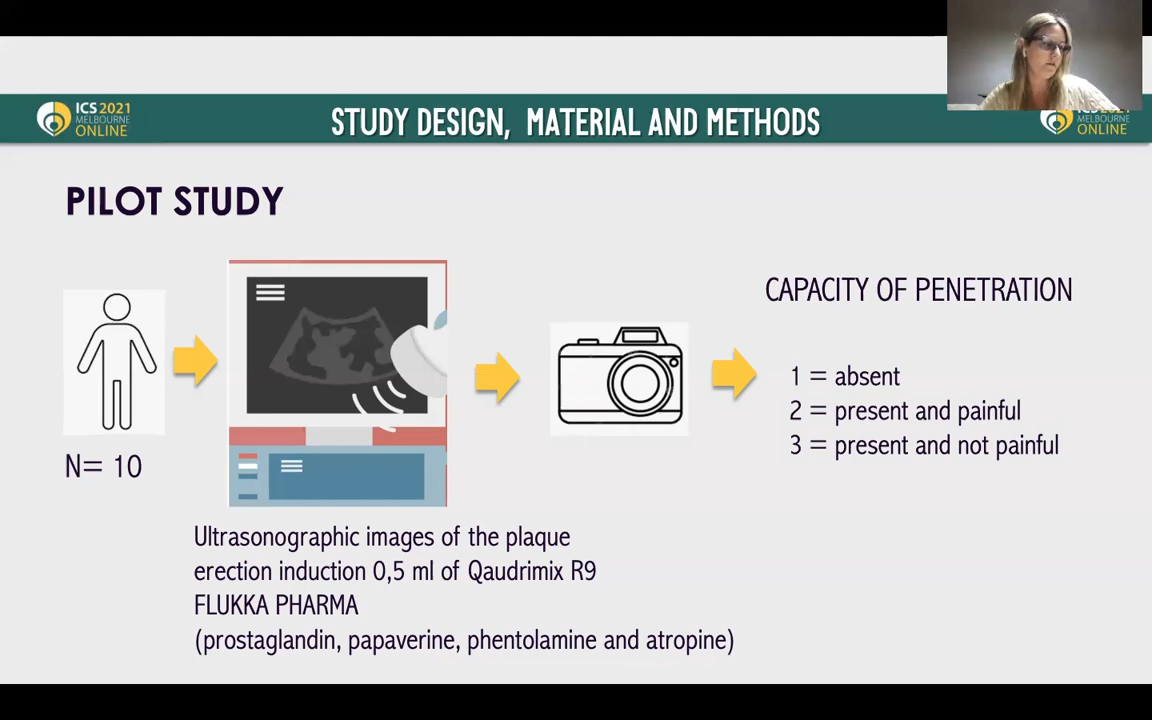 ICS 2021
MELBOURNE
ONLINE
STUDY DESIGN, MATERIAL AND METHODS
MELBOURNE
ONLINE
PILOT STUDY
CAPACITY OF PENETRATION
1 = absent
2 = present and painful
3 = present and not painful
N= 10
Ultrasonographic images of the plaque
erection induction 0,5 ml of Qaudrimix R9
FLUKKA PHARMA
(prostaglandin, papaverine, phentolamine and atropine)